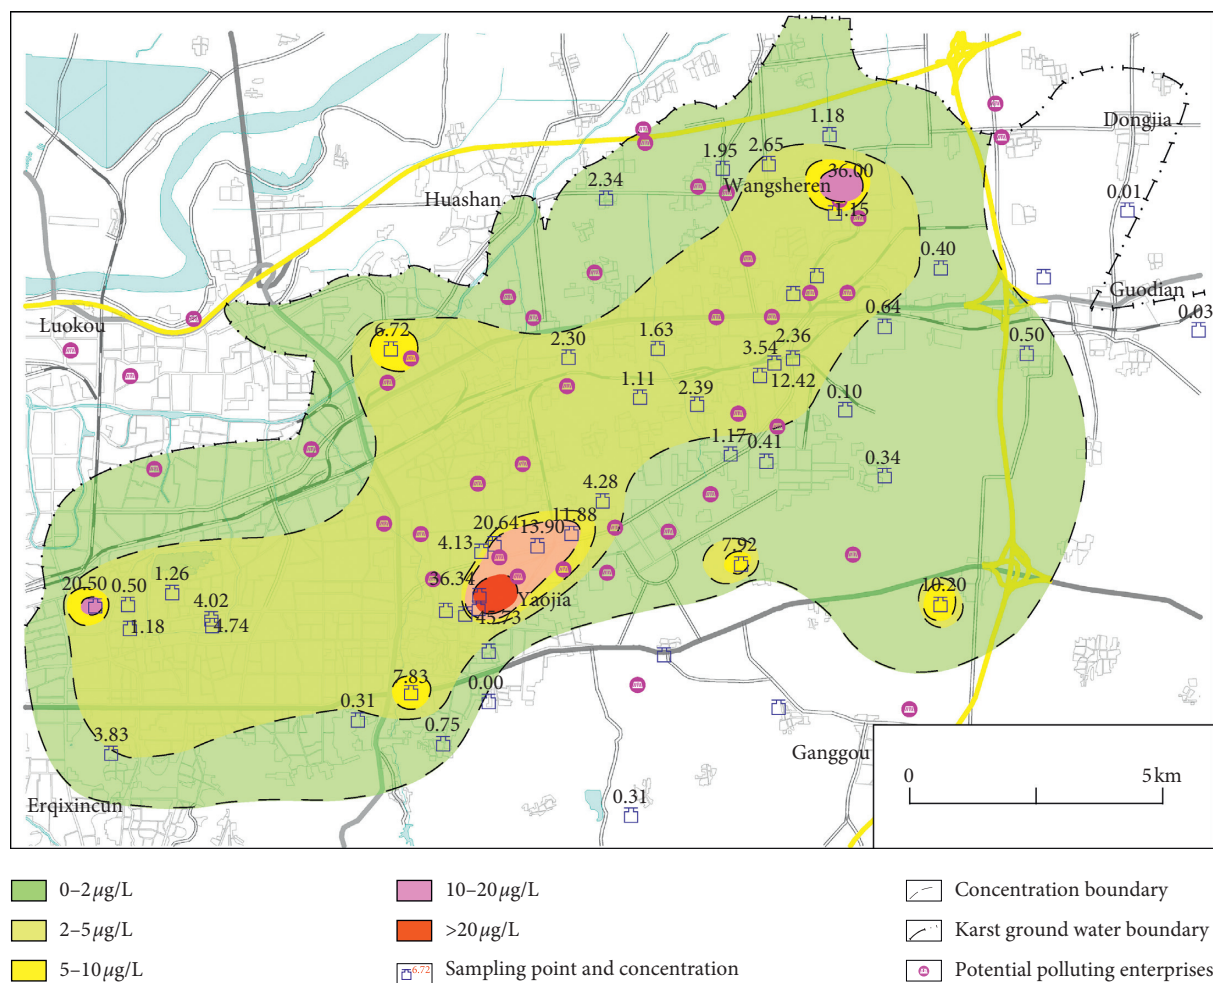 Dongjia
1.18
1.95
2.65
36.00
Wangsheren
2.34
Huashan
0.01
1.15
0.40
Guodian
0.03
Luokou
0.64
6.72
2.30
1.63
2.36
3.54
0.50
12.42
1.11
2.39
0.10
1.17
0.41
0.34
4.28
11.88
20.64
13.90
4.13
7.92
36.34
Yaojia
45.73
10.20
20.50
0.50
1.26
1.18
4.02
4.74
7.83
0.00
0.31
0.75
3.83
Ganggou
0
5 km
0.31
Erqixincun
0–2 μg/L
2–5 μg/L
5–10 μg/L
10–20 μg/L
>20 μg/L
6.72
Sampling point and concentration
Concentration boundary
Karst ground water boundary
Potential polluting enterprises